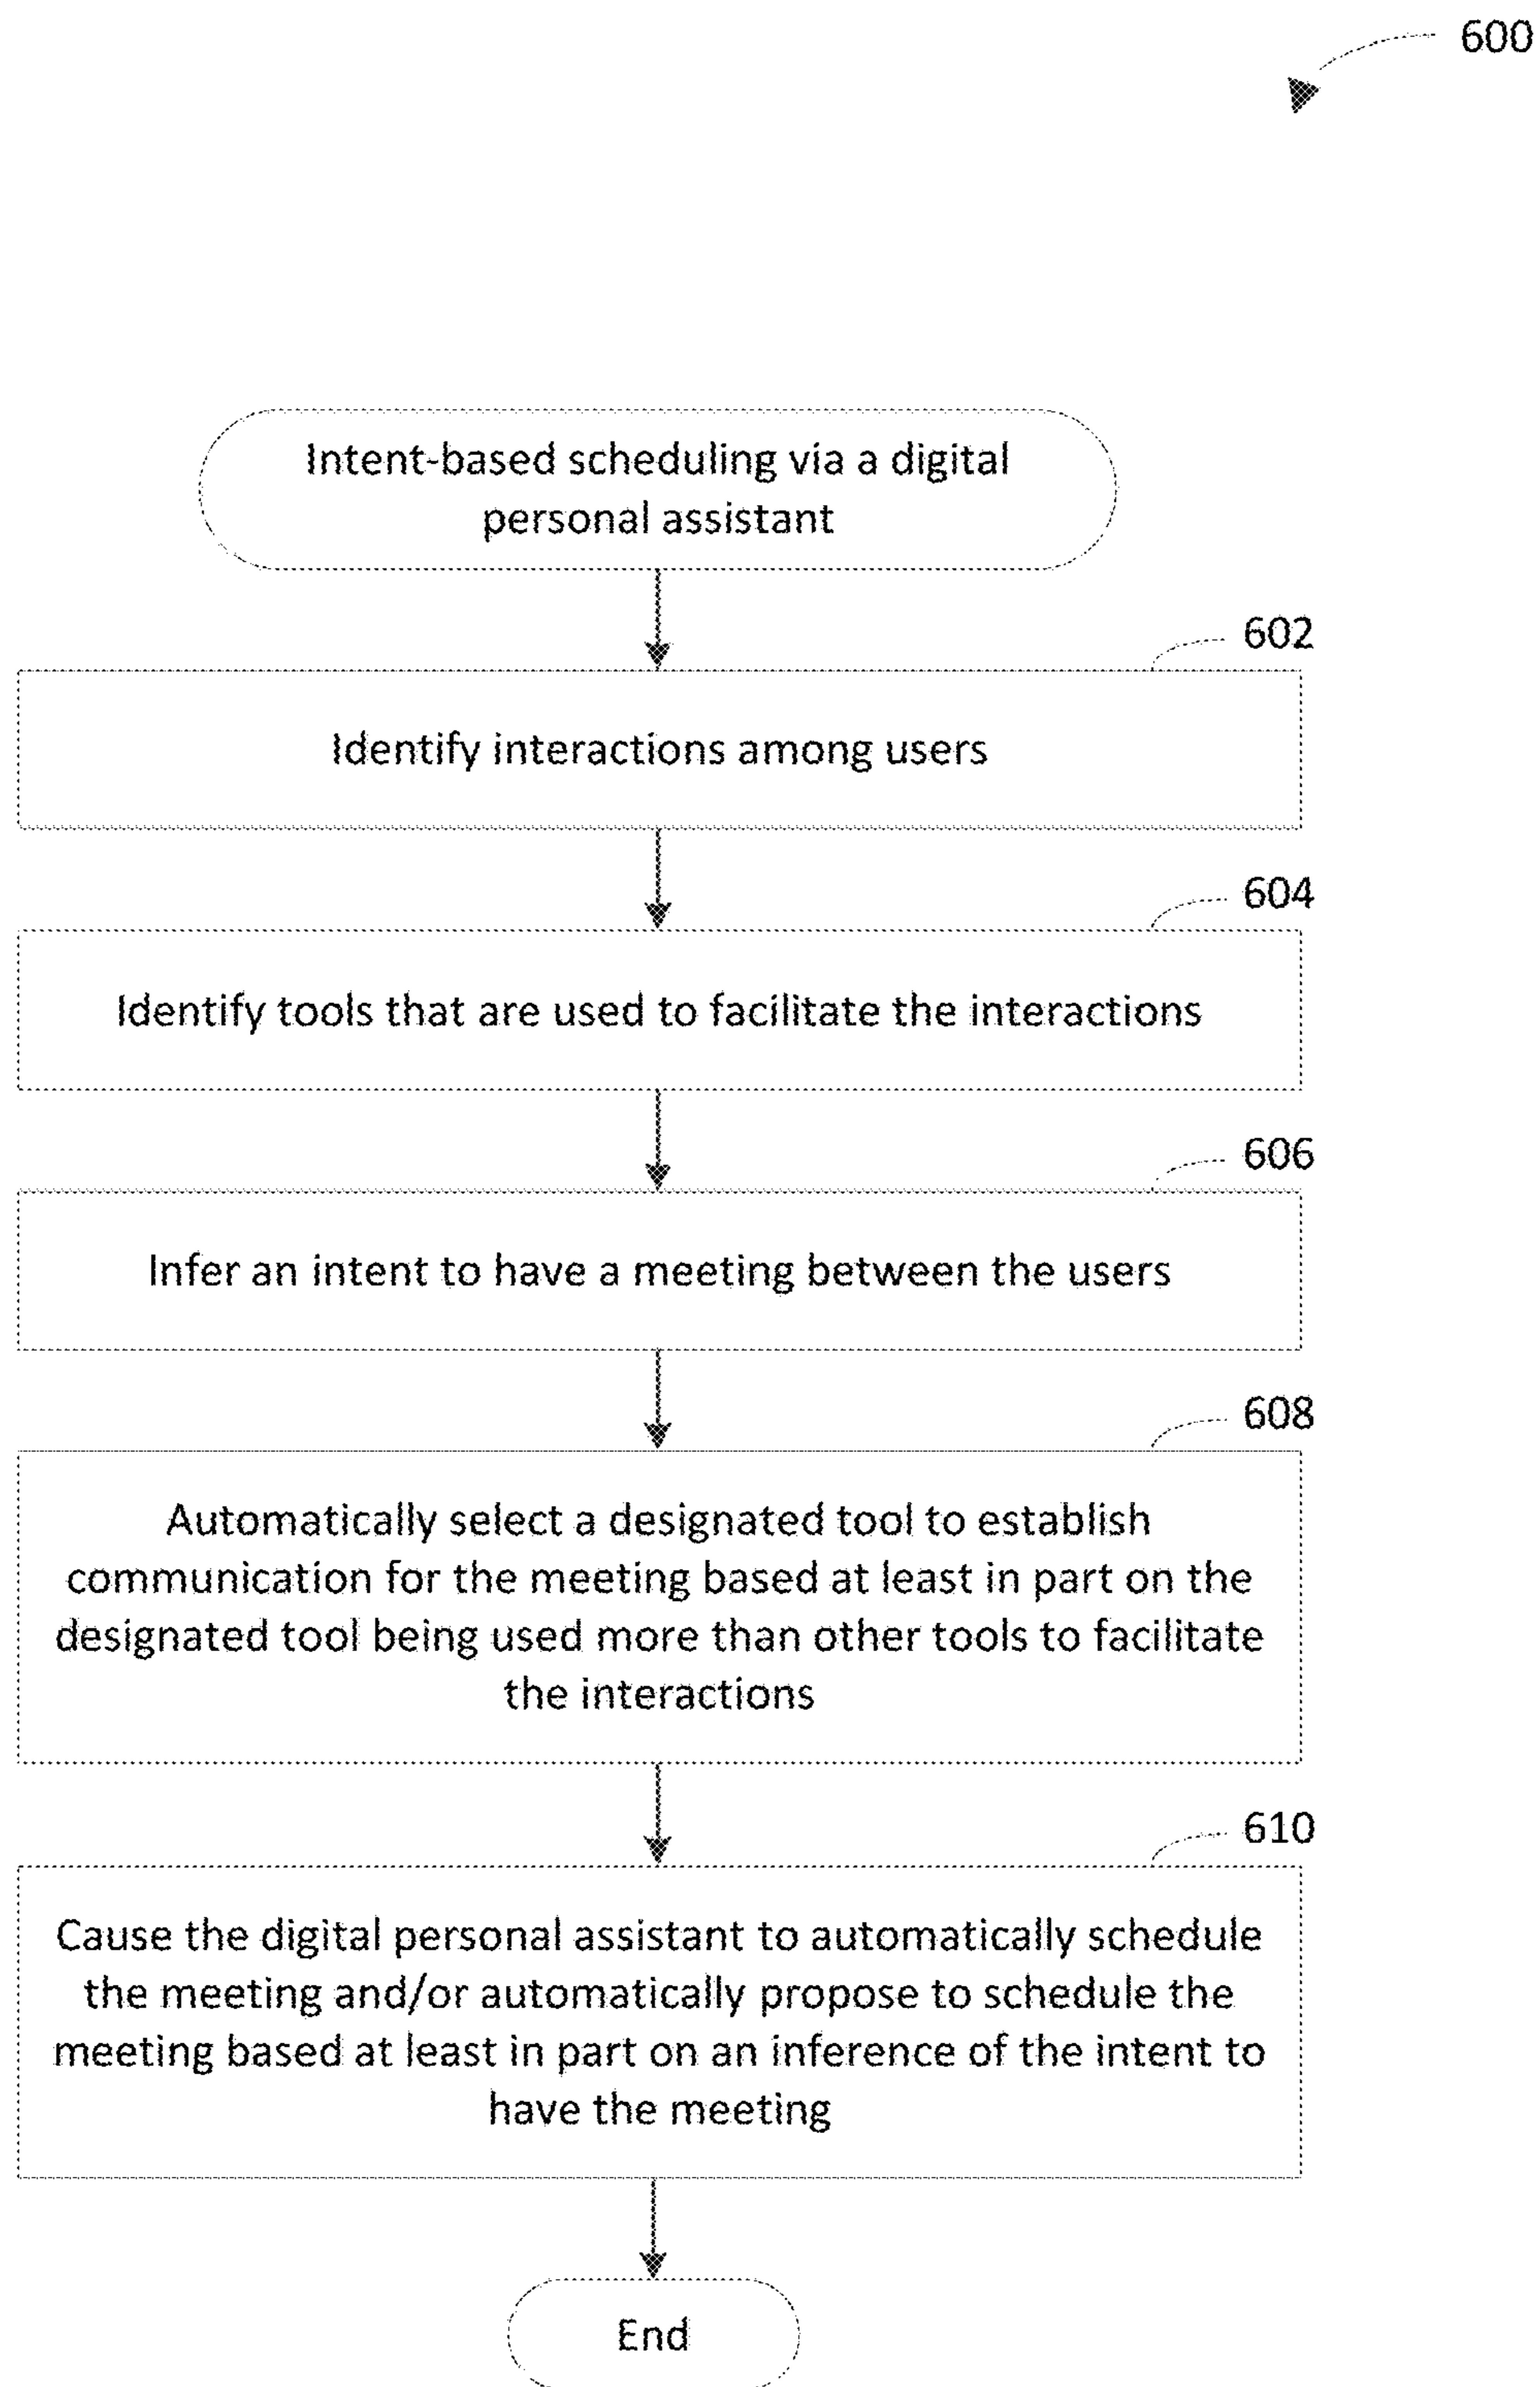 600
Intent-based scheduling via a digital
personal assistant
602
Identify interactions among users
604
Identify tools that are used to facilitate the interactions
606
Infer an intent to have a meeting between the users
608
Automatically select a designated tool to establish
communication for the meeting based at least in part on the
designated tool being used more than other tools to facilitate
the interactions
610
Cause the digital personal assistant to automatically schedule
the meeting and/or automatically propose to schedule the
meeting based at least in part on an inference of the intent to
have the meeting
End